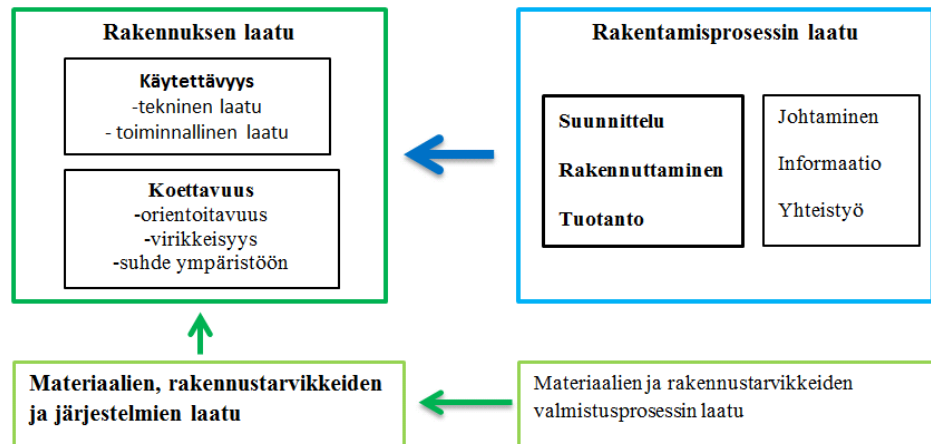 Rakennuksen laatu
Käytettävyys
-tekninen laatu
- toiminnallinen laatu
Koettavuus
-orientoitavuus
-virikkeisyys
-suhde ympäristöön
Rakentamisprosessin laatu
Suunnittelu
Rakennuttaminen
Tuotanto
Johtaminen
Informaatio
Yhteistyö
Materiaalien, rakennustarvikkeiden
ja järjestelmien laatu
Materiaalien ja rakennustarvikkeiden
valmistusprosessin laatu